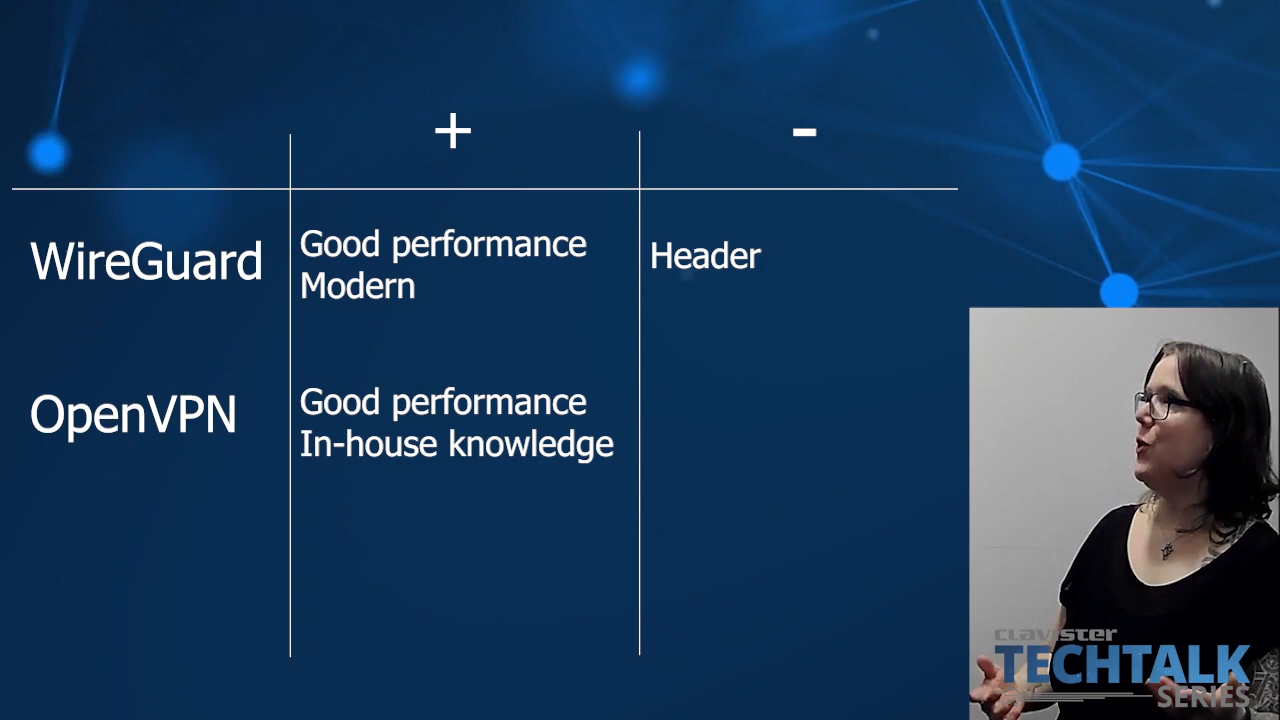 +
-
WireGuard
Good performance
Modern
Header
OpenVPN
Good performance
In-house knowledge
CLAVISTER
TECHTALK
SERIES